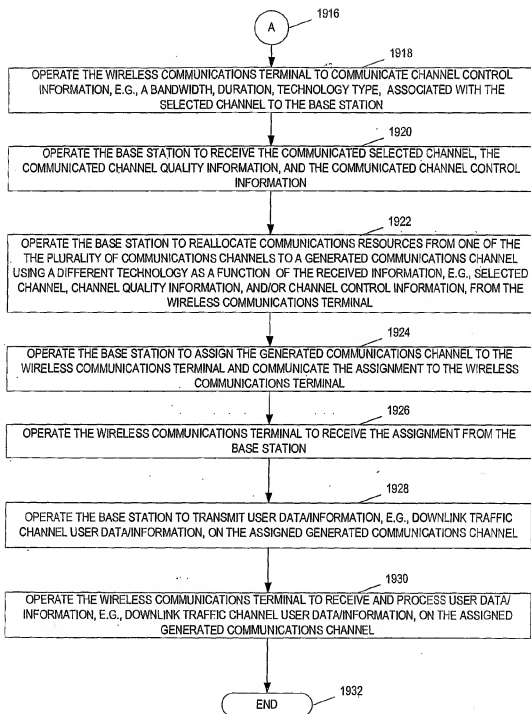 1916
A
1918
OPERATE THE WIRELESS COMMUNICATIONS TERMINAL TO COMMUNICATE CHANNEL CONTROL
INFORMATION, E.G., A BANDWIDTH, DURATION, TECHNOLOGY TYPE, ASSOCIATED WITH THE
SELECTED CHANNEL TO THE BASE STATION
1920
OPERATE THE BASE STATION TO RECEIVE THE COMMUNICATED SELECTED CHANNEL, THE
COMMUNICATED CHANNEL QUALITY INFORMATION, AND THE COMMUNICATED CHANNEL CONTROL
INFORMATION
1922
OPERATE THE BASE STATION TO REALLOCATE COMMUNICATIONS RESOURCES FROM ONE OF THE
THE PLURALITY OF COMMUNICATIONS CHANNELS TO A GENERATED COMMUNICATIONS CHANNEL
USING A DIFFERENT TECHNOLOGY AS A FUNCTION OF THE RECEIVED INFORMATION, E.G., SELECTED
CHANNEL, CHANNEL QUALITY INFORMATION, AND/OR CHANNEL CONTROL INFORMATION, FROM THE
WIRELESS COMMUNICATIONS TERMINAL
1924
OPERATE THE BASE STATION TO ASSIGN THE GENERATED COMMUNICATIONS CHANNEL TO THE
WIRELESS COMMUNICATIONS TERMINAL AND COMMUNICATE THE ASSIGNMENT TO THE WIRELESS
COMMUNICATIONS TERMINAL
1926
OPERATE THE WIRELESS COMMUNICATIONS TERMINAL TO RECEIVE THE ASSIGNMENT FROM THE
BASE STATION
1928
OPERATE THE BASE STATION TO TRANSMIT USER DATA/INFORMATION, E.G., DOWNLINK TRAFFIC
CHANNEL USER DATA/INFORMATION, ON THE ASSIGNED GENERATED COMMUNICATIONS CHANNEL
1930
OPERATE THE WIRELESS COMMUNICATIONS TERMINAL TO RECEIVE AND PROCESS USER DATA/
INFORMATION, E.G., DOWNLINK TRAFFIC CHANNEL USER DATA/INFORMATION, ON THE ASSIGNED
GENERATED COMMUNICATIONS CHANNEL
1932
END